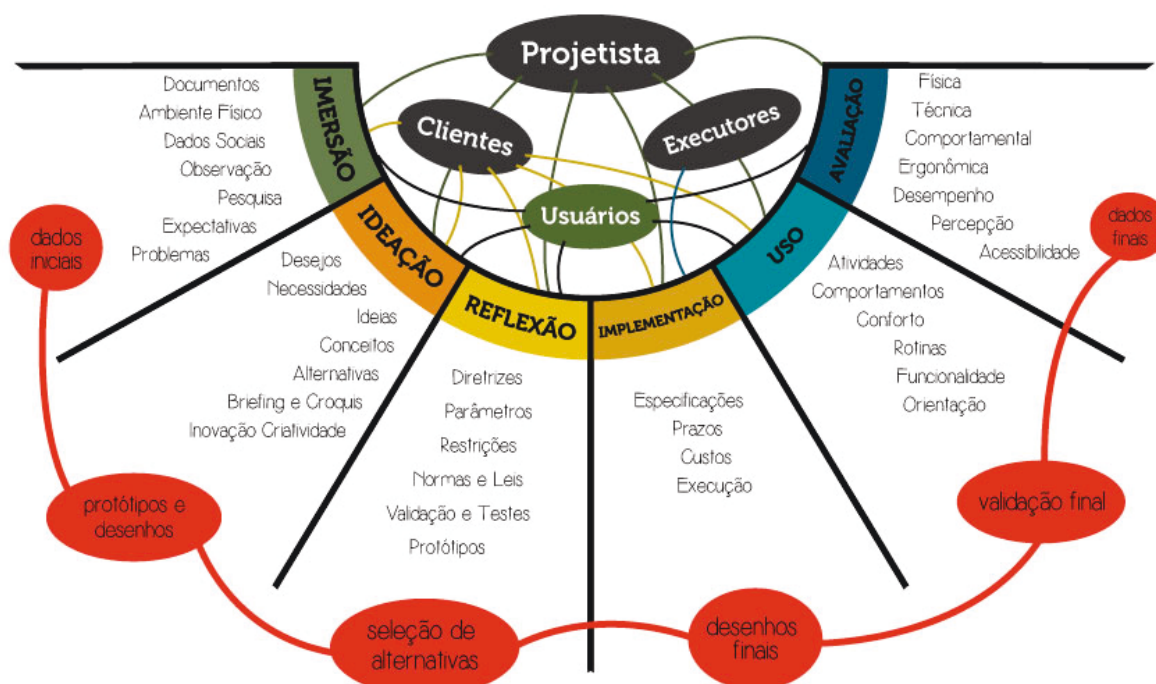 Projetista
Clientes
Executores
Usuários
IMERSÃO
Documentos
Ambiente Físico
Dados Sociais
Observação
Pesquisa
Expectativas
Problemas
IDEAÇÃO
Desejos
Necessidades
Ideias
Conceitos
Alternativas
Briefing e Croquis
Inovação Criatividade
REFLEXÃO
Diretrizes
Parâmetros
Restrições
Normas e Leis
Validação e Testes
Protótipos
IMPLEMENTAÇÃO
Especificações
Prazos
Custos
Execução
USO
Atividades
Comportamentos
Conforto
Rotinas
Funcionalidade
Orientação
AVALIAÇÃO
Física
Técnica
Comportamental
Ergonômica
Desempenho
Percepção
Acessibilidade
dados
iniciais
protótipos e
desenhos
seleção de
alternativas
desenhos
finais
validação final
dados
finais